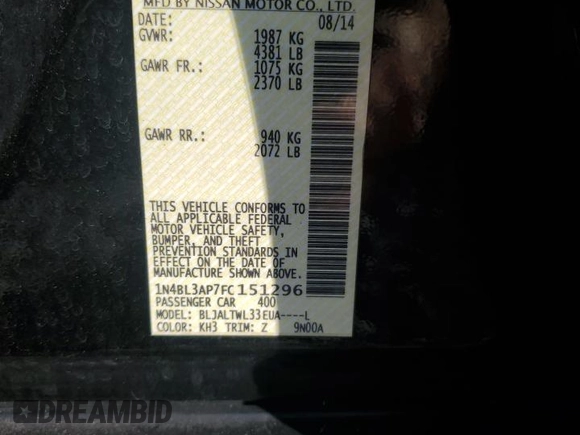 MFD BY NISSAN MOTOR CO., LTD.
DATE: 08/14
GVWR: 1987 KG
4381 LB
GAWR FR.: 1075 KG
2370 LB
GAWR RR.: 940 KG
2072 LB
THIS VEHICLE CONFORMS TO
ALL APPLICABLE FEDERAL
MOTOR VEHICLE SAFETY,
BUMPER, AND THEFT
PREVENTION STANDARDS IN
EFFECT ON THE DATE OF
MANUFACTURE SHOWN ABOVE.
1N4BL3AP7FC151296
PASSENGER CAR 400
MODEL: BLJALTWL33EUA----L
COLOR: KH3 TRIM: Z 9N00A
DREAMBID